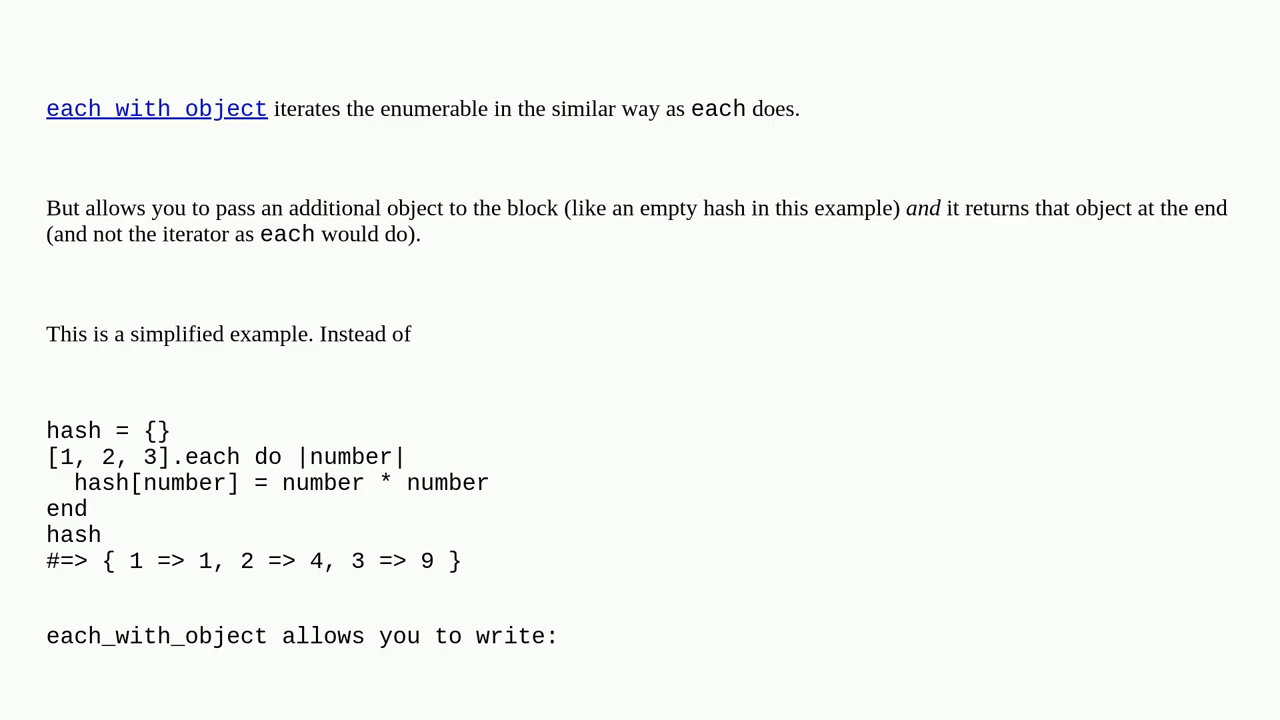 each_with_object iterates the enumerable in the similar way as each does.
But allows you to pass an additional object to the block (like an empty hash in this example) and it returns that object at the end
(and not the iterator as each would do).
This is a simplified example. Instead of
hash = {}
[1, 2, 3].each do |number|
  hash[number] = number * number
end
hash
#=> { 1 => 1, 2 => 4, 3 => 9 }
each_with_object allows you to write: